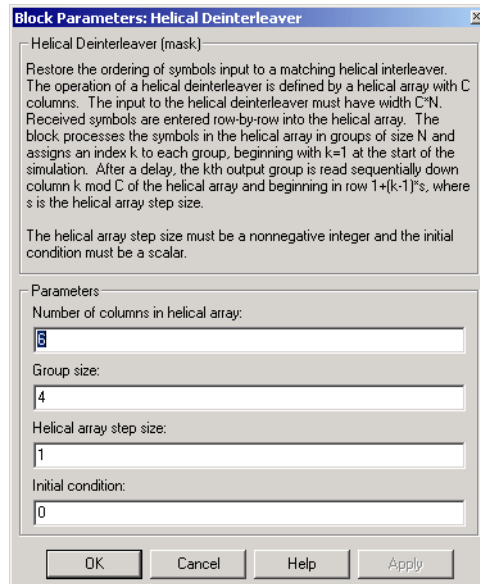 Block Parameters: Helical Deinterleaver
Helical Deinterleaver (mask)
Restore the ordering of symbols input to a matching helical interleaver.
The operation of a helical deinterleaver is defined by a helical array with C
columns.  The input to the helical deinterleaver must have width C*N.
Received symbols are entered row-by-row into the helical array.  The
block processes the symbols in the helical array in groups of size N and
assigns an index k to each group, beginning with k=1 at the start of the
simulation.  After a delay, the kth output group is read sequentially down
column k mod C of the helical array and beginning in row 1+(k-1)*s, where
s is the helical array step size.
The helical array step size must be a nonnegative integer and the initial
condition must be a scalar.
Parameters
Number of columns in helical array:
6
Group size:
4
Helical array step size:
1
Initial condition:
0
OK Cancel Help Apply